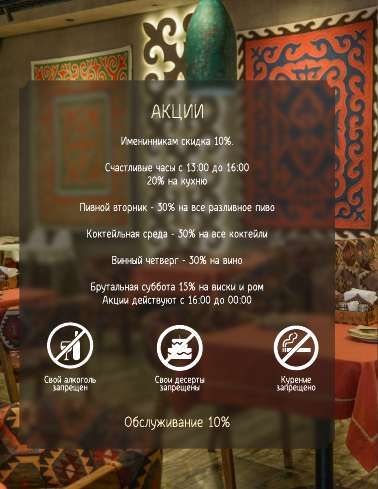 АКЦИИ
Именинникам скидка 10%.
Счастливые часы с 13:00 до 16:00
20% на кухню
Пивной вторник - 30% на все разливное пиво
Коктейльная среда - 30% на все коктейли
Винный четверг - 30% на вино
Брутальная суббота 15% на виски и ром
Акции действуют с 16:00 до 00:00
Свой алкоголь
запрещен
Свои десерты
запрещены
Курение
запрещено
Обслуживание 10%